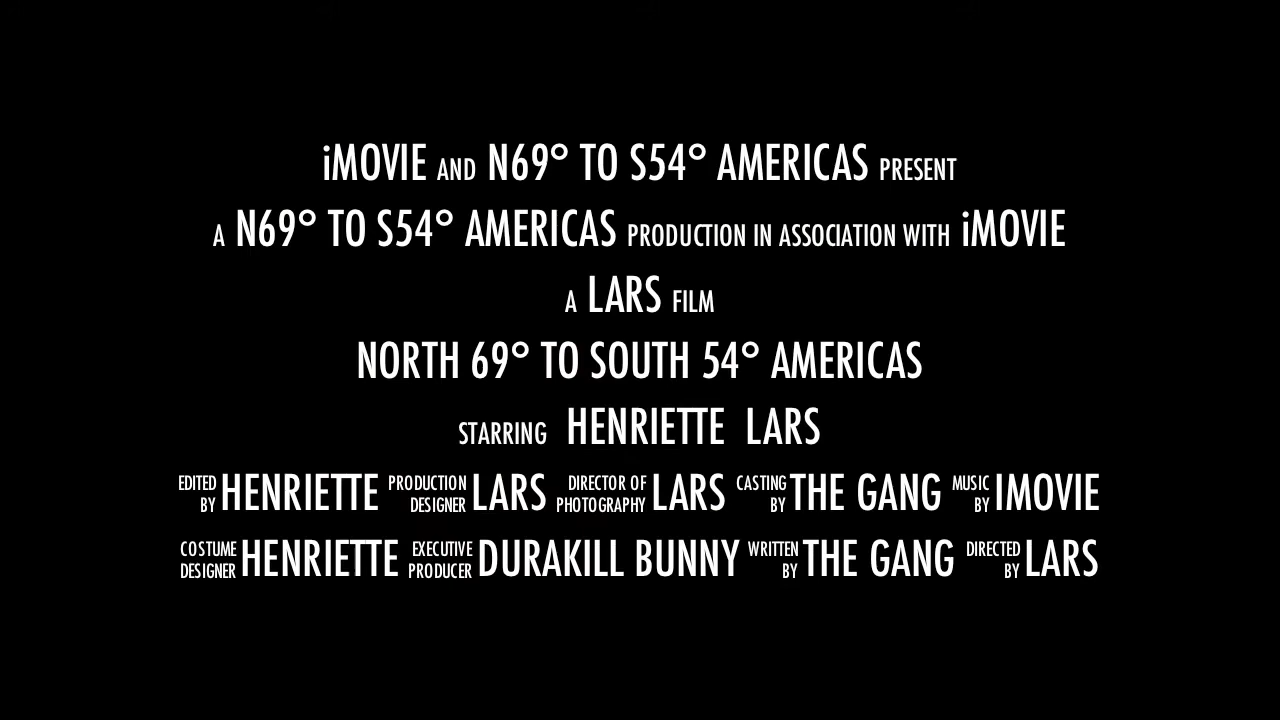 iMOVIE AND N69° TO S54° AMERICAS PRESENT
A N69° TO S54° AMERICAS PRODUCTION IN ASSOCIATION WITH iMOVIE
A LARS FILM
NORTH 69° TO SOUTH 54° AMERICAS
STARRING HENRIETTE LARS
EDITED BY HENRIETTE PRODUCTION DESIGNER LARS DIRECTOR OF PHOTOGRAPHY LARS CASTING BY THE GANG MUSIC BY IMOVIE
COSTUME DESIGNER HENRIETTE EXECUTIVE PRODUCER DURAKILL BUNNY WRITTEN BY THE GANG DIRECTED BY LARS